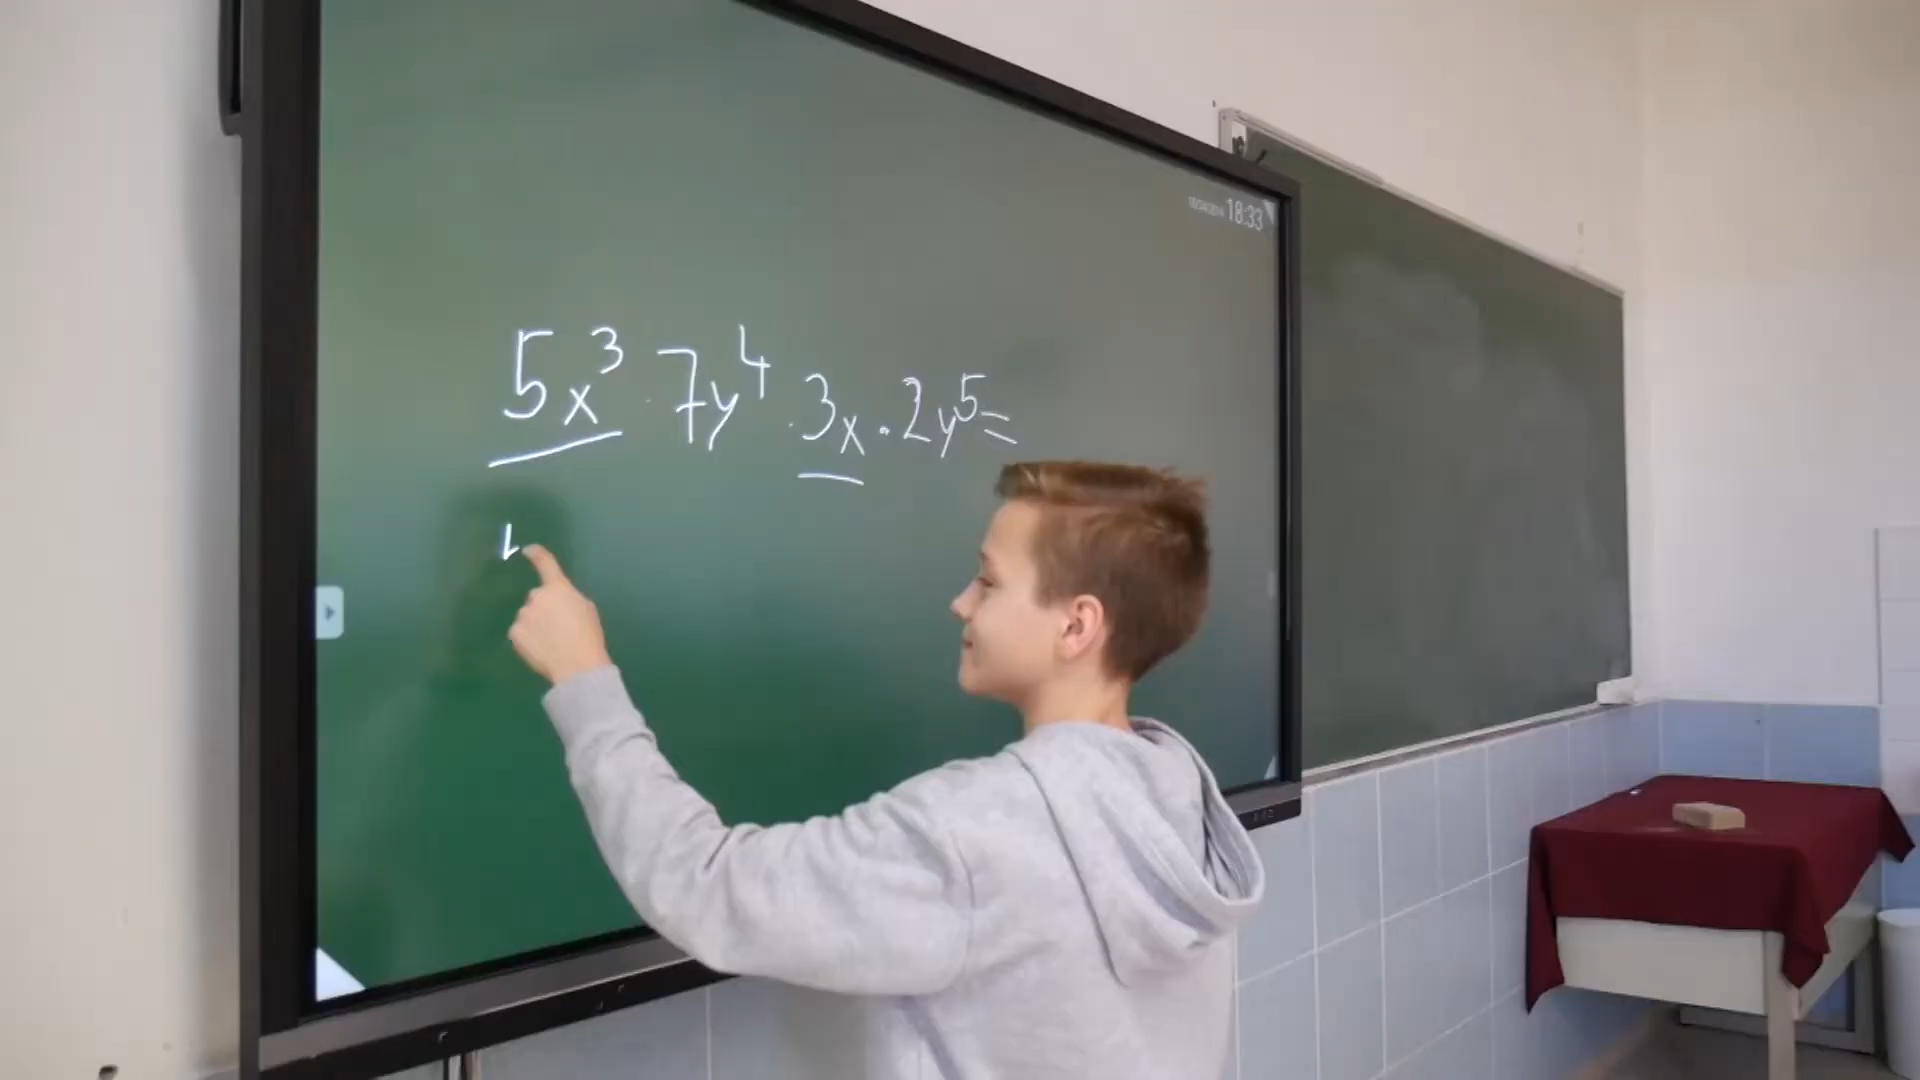 18:33
5x³ · 7y⁴ · 3x · 2y⁵ =